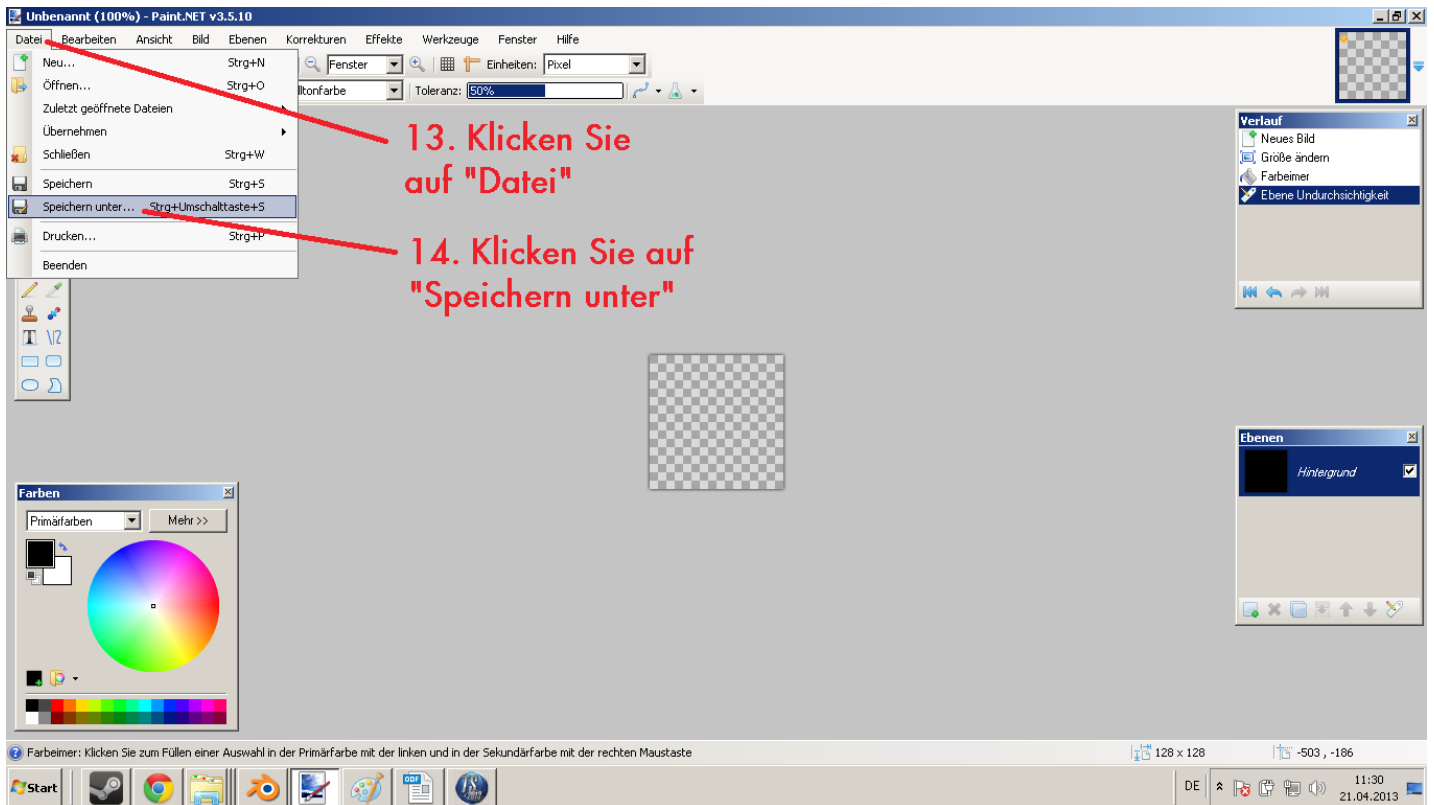 Unbenannt (100%) - Paint.NET v3.5.10
Datei Bearbeiten Ansicht Bild Ebenen Korrekturen Effekte Werkzeuge Fenster Hilfe
Neu... Strg+N
Fenster Einheiten: Pixel
Öffnen... Strg+O
Toleranz: 50%
Zuletzt geöffnete Dateien
Übernehmen
Schließen Strg+W
Speichern Strg+S
Speichern unter... Strg+Umschalttaste+S
Drucken... Strg+P
Beenden
13. Klicken Sie
auf "Datei"
14. Klicken Sie auf
"Speichern unter"
Verlauf
Neues Bild
Größe ändern
Farbeimer
Ebene Undurchsichtigkeit
Ebenen
Hintergrund
Farben
Primärfarben Mehr >>
Farbeimer: Klicken Sie zum Füllen einer Auswahl in der Primärfarbe mit der linken und in der Sekundärfarbe mit der rechten Maustaste
128 x 128 -503 , -186
Start
DE 11:30
21.04.2013